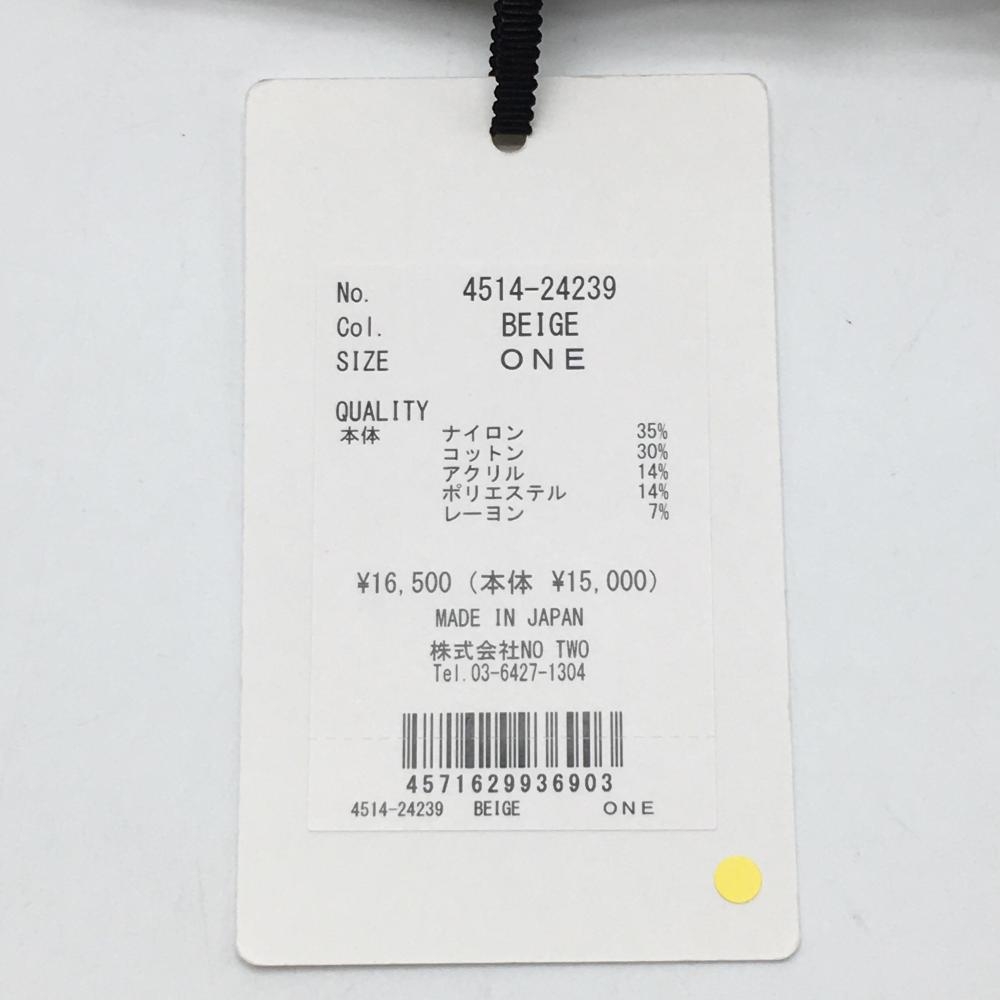 No. 4514-24239
Col. BEIGE
SIZE ONE
QUALITY
本体 ナイロン 35%
コットン 30%
アクリル 14%
ポリエステル 14%
レーヨン 7%
¥16,500 (本体 ¥15,000)
MADE IN JAPAN
株式会社NO TWO
Tel.03-6427-1304
4571629936903
4514-24239 BEIGE ONE